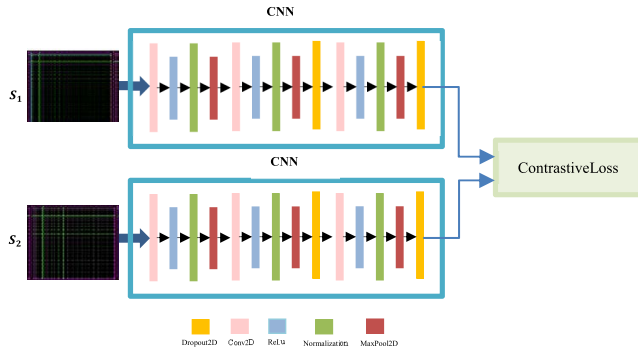 CNN
S1
CNN
ContrastiveLoss
S2
Dropout2D Conv2D ReLu Normalization MaxPool2D